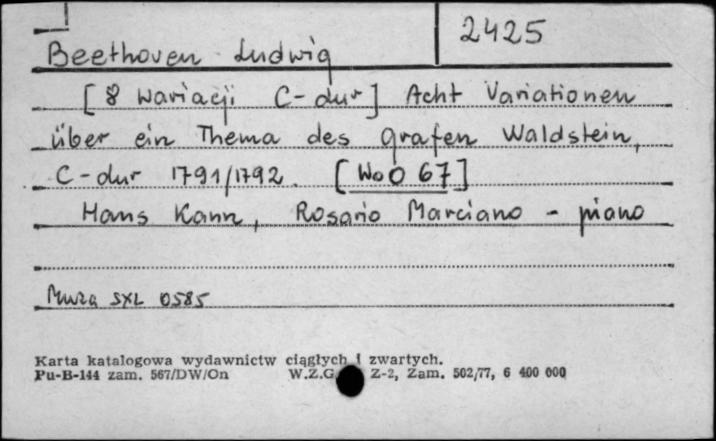 2425
Beethoven Ludwig
[8 Wariacji C-dur] Acht Variationen
über ein Thema des Grafen Waldstein,
C-dur 1791/1792. [WoO 67]
Hans Kann, Rosario Marciano - piano
Muza SXL 0585
Karta katalogowa wydawnictw ciągłych i zwartych.
Pu-B-144 zam. 567/DW/On W.Z.G. Z-2, Zam. 502/77, 6 400 000